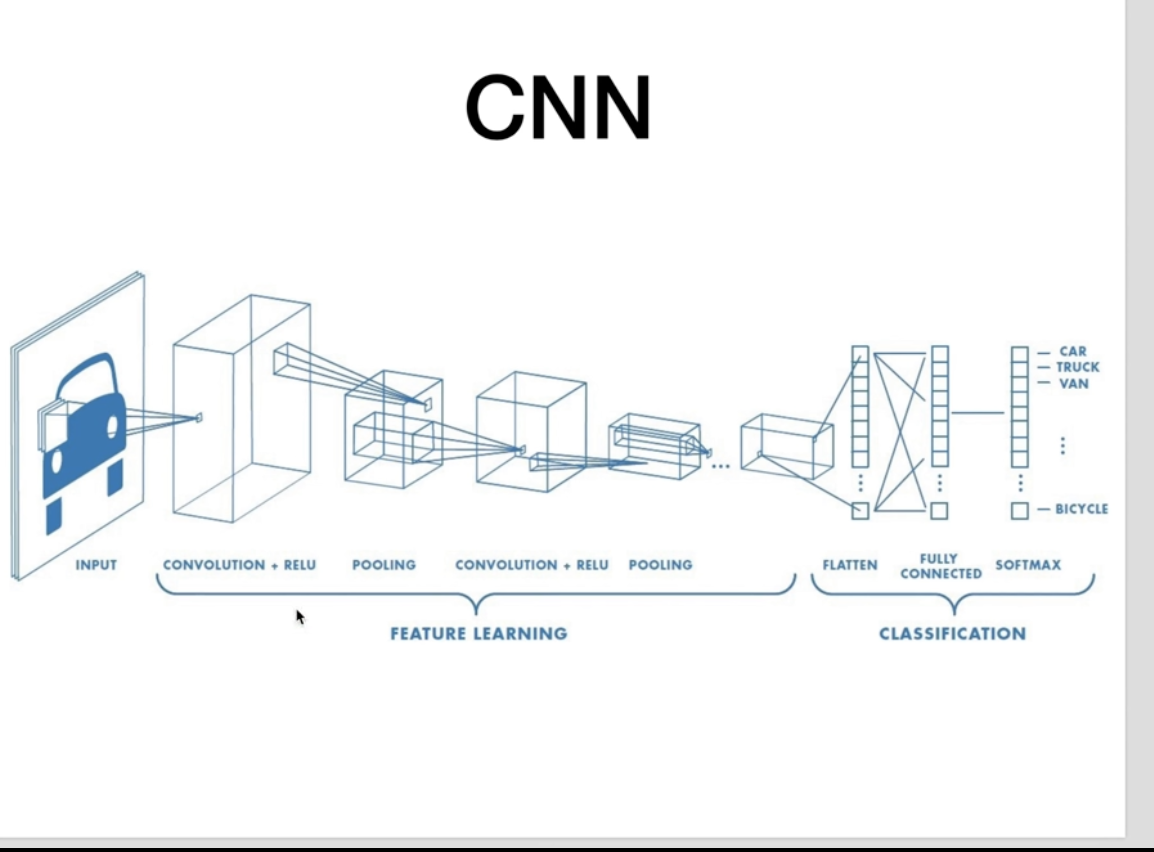 CNN
CAR
TRUCK
VAN
BICYCLE
INPUT
CONVOLUTION + RELU
POOLING
CONVOLUTION + RELU
POOLING
FLATTEN
FULLY
CONNECTED
SOFTMAX
FEATURE LEARNING
CLASSIFICATION